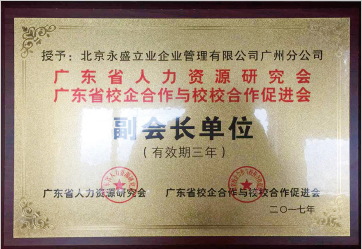 授予：北京永盛立业企业管理有限公司广州分公司
广东省人力资源研究会
广东省校企合作与校校合作促进会
副会长单位
（有效期三年）
广东省人力资源研究会 广东省校企合作与校校合作促进会
二〇一七年